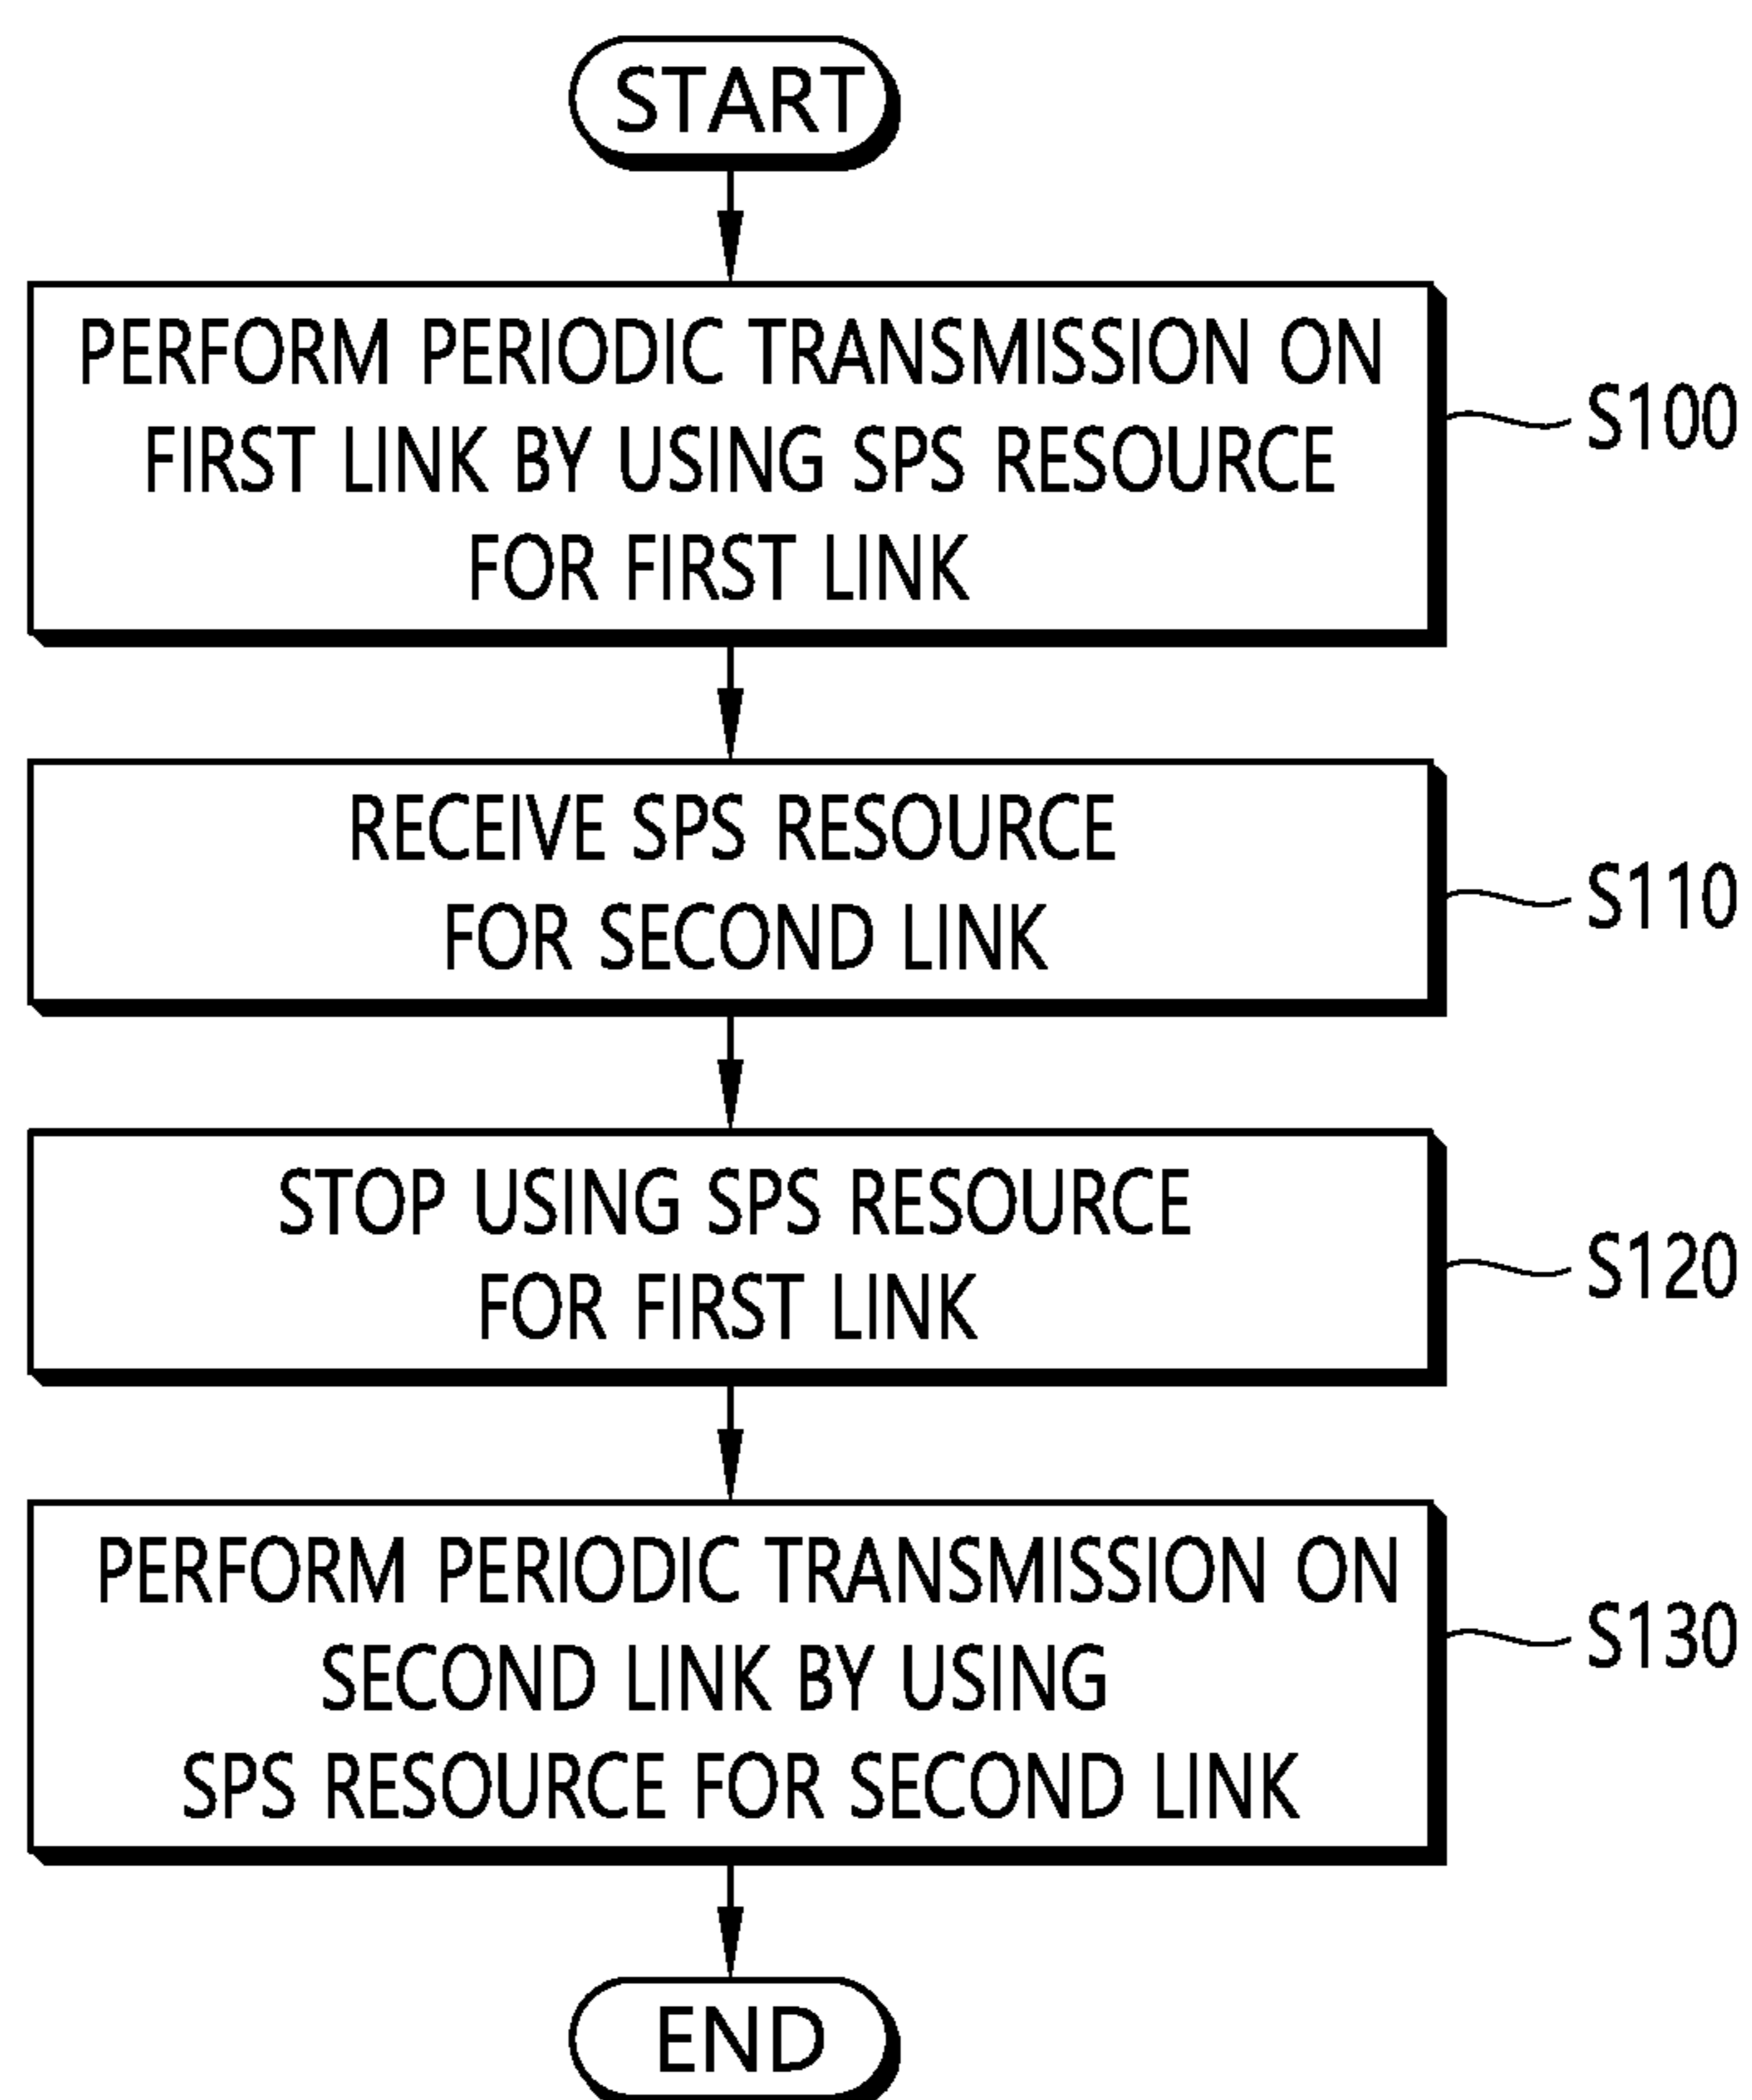 START
PERFORM PERIODIC TRANSMISSION ON
FIRST LINK BY USING SPS RESOURCE
FOR FIRST LINK
S100
RECEIVE SPS RESOURCE
FOR SECOND LINK
S110
STOP USING SPS RESOURCE
FOR FIRST LINK
S120
PERFORM PERIODIC TRANSMISSION ON
SECOND LINK BY USING
SPS RESOURCE FOR SECOND LINK
S130
END